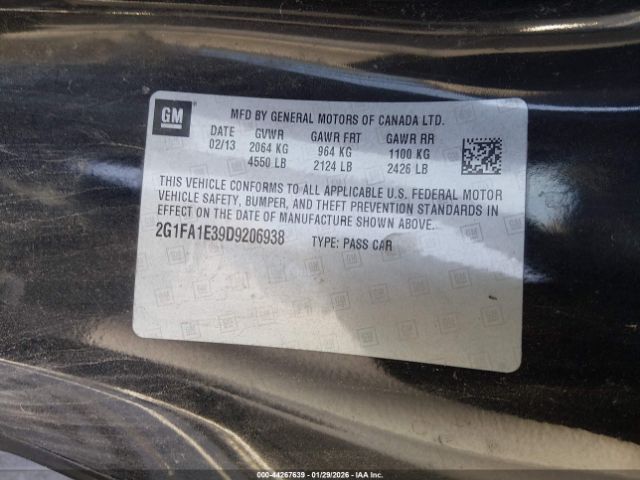 GM
MFD BY GENERAL MOTORS OF CANADA LTD.
DATE GVWR GAWR FRT GAWR RR
02/13 2064 KG 964 KG 1100 KG
4550 LB 2124 LB 2426 LB
THIS VEHICLE CONFORMS TO ALL APPLICABLE U.S. FEDERAL MOTOR
VEHICLE SAFETY, BUMPER, AND THEFT PREVENTION STANDARDS IN
EFFECT ON THE DATE OF MANUFACTURE SHOWN ABOVE.
2G1FA1E39D9206938 TYPE: PASS CAR
000-44267639 - 01/29/2026 - IAA Inc.